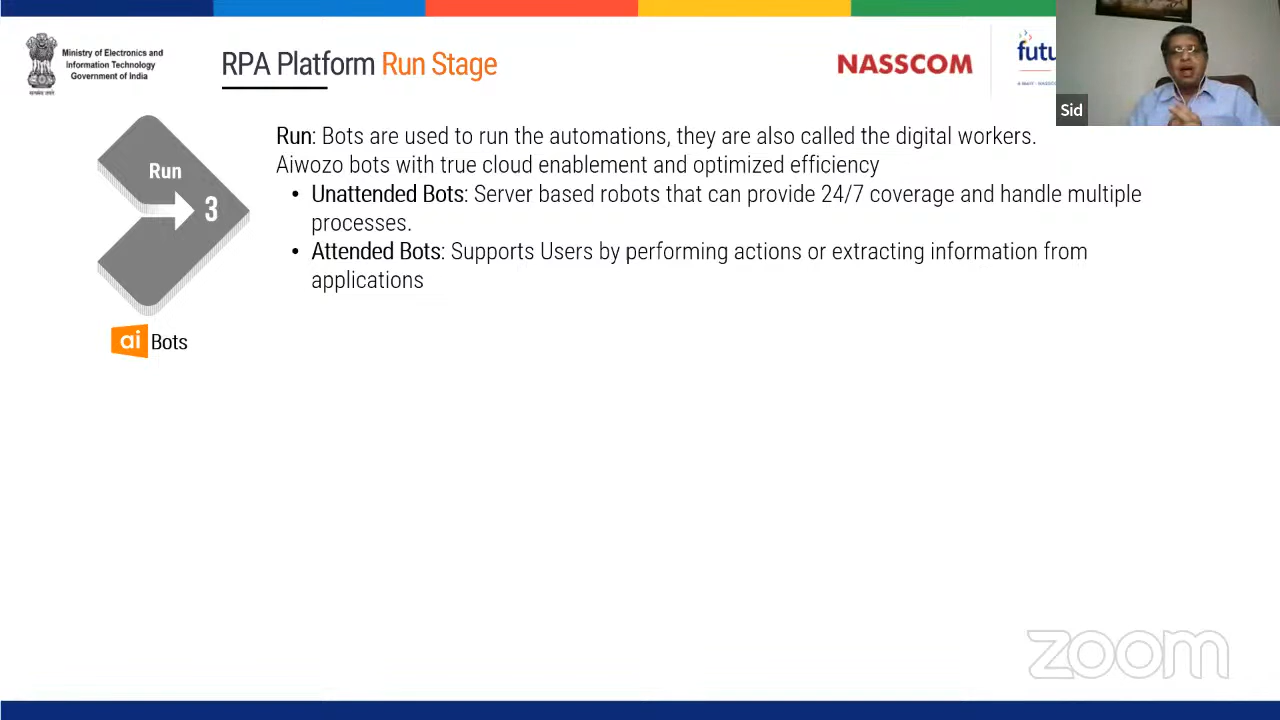 Ministry of Electronics and
Information Technology
Government of India
RPA Platform Run Stage
NASSCOM
futu
Sid
Run
3
ai Bots
Run: Bots are used to run the automations, they are also called the digital workers.
Aiwozo bots with true cloud enablement and optimized efficiency
• Unattended Bots: Server based robots that can provide 24/7 coverage and handle multiple
processes.
• Attended Bots: Supports Users by performing actions or extracting information from
applications
zoom